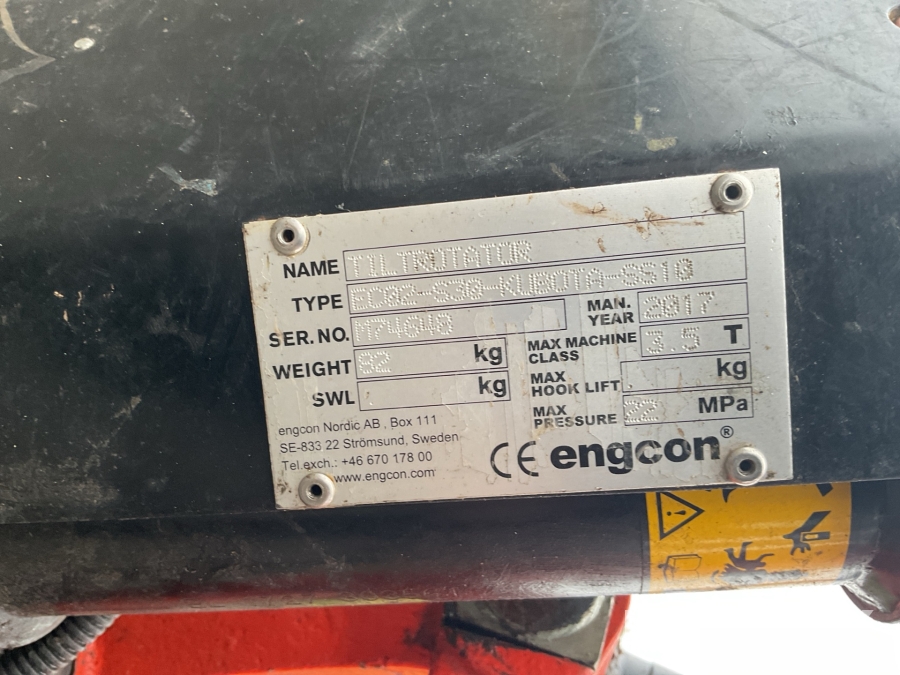 NAME TILTROTATOR
TYPE EC02-S30-KUBOTA-SS10
SER. NO. M74648
MAN. YEAR 2017
WEIGHT 92 kg
MAX MACHINE CLASS 3.5 T
SWL kg
MAX HOOK LIFT kg
MAX PRESSURE 22 MPa
engcon Nordic AB , Box 111
SE-833 22 Strömsund, Sweden
Tel.exch.: +46 670 178 00
www.engcon.com
CE engcon®